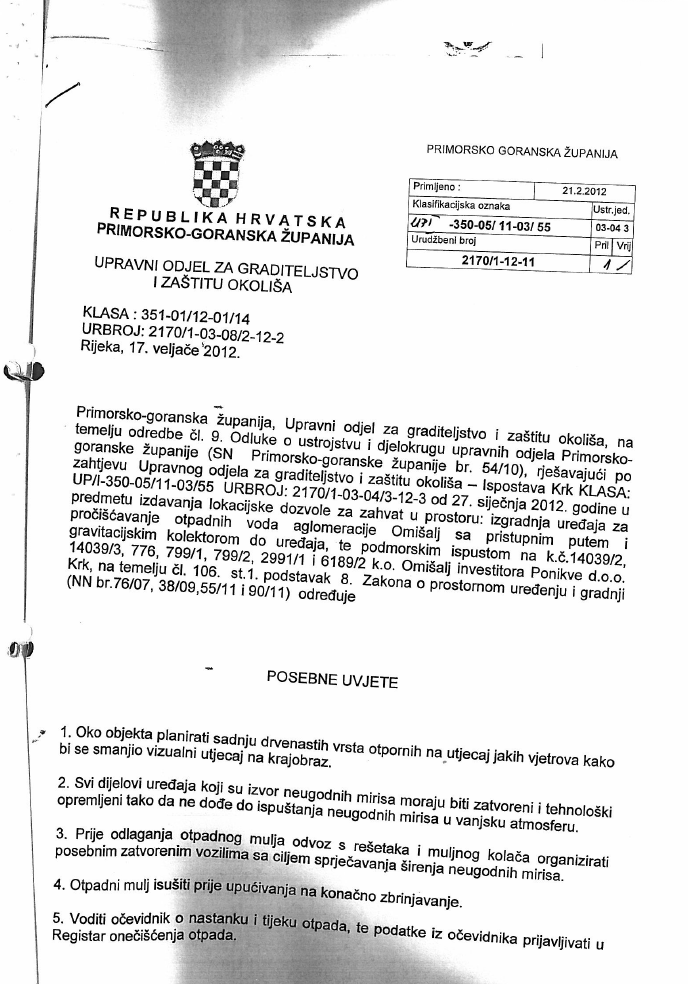 PRIMORSKO GORANSKA ŽUPANIJA
Primljeno : 21.2.2012
Klasifikacijska oznaka Ustr.jed.
UPI -350-05/ 11-03/ 55 03-04 3
Urudžbeni broj Pril Vrij
2170/1-12-11 1 /
REPUBLIKA HRVATSKA
PRIMORSKO-GORANSKA ŽUPANIJA
UPRAVNI ODJEL ZA GRADITELJSTVO
I ZAŠTITU OKOLIŠA
KLASA : 351-01/12-01/14
URBROJ: 2170/1-03-08/2-12-2
Rijeka, 17. veljače 2012.
Primorsko-goranska županija, Upravni odjel za graditeljstvo i zaštitu okoliša, na
temelju odredbe čl. 9. Odluke o ustrojstvu i djelokrugu upravnih odjela Primorsko-
goranske županije (SN Primorsko-goranske županije br. 54/10), rješavajući po
zahtjevu Upravnog odjela za graditeljstvo i zaštitu okoliša – Ispostava Krk KLASA:
UP/I-350-05/11-03/55 URBROJ: 2170/1-03-04/3-12-3 od 27. siječnja 2012. godine u
predmetu izdavanja lokacijske dozvole za zahvat u prostoru: izgradnja uređaja za
pročišćavanje otpadnih voda aglomeracije Omišalj sa pristupnim putem i
gravitacijskim kolektorom do uređaja, te podmorskim ispustom na k.č.14039/2,
14039/3, 776, 799/1, 799/2, 2991/1 i 6189/2 k.o. Omišalj investitora Ponikve d.o.o.
Krk, na temelju čl. 106. st.1. podstavak 8. Zakona o prostornom uređenju i gradnji
(NN br.76/07, 38/09,55/11 i 90/11) određuje
POSEBNE UVJETE
1. Oko objekta planirati sadnju drvenastih vrsta otpornih na utjecaj jakih vjetrova kako
bi se smanjio vizualni utjecaj na krajobraz.
2. Svi dijelovi uređaja koji su izvor neugodnih mirisa moraju biti zatvoreni i tehnološki
opremljeni tako da ne dođe do ispuštanja neugodnih mirisa u vanjsku atmosferu.
3. Prije odlaganja otpadnog mulja odvoz s rešetaka i muljnog kolača organizirati
posebnim zatvorenim vozilima sa ciljem sprječavanja širenja neugodnih mirisa.
4. Otpadni mulj isušiti prije upućivanja na konačno zbrinjavanje.
5. Voditi očevidnik o nastanku i tijeku otpada, te podatke iz očevidnika prijavljivati u
Registar onečišćenja otpada.